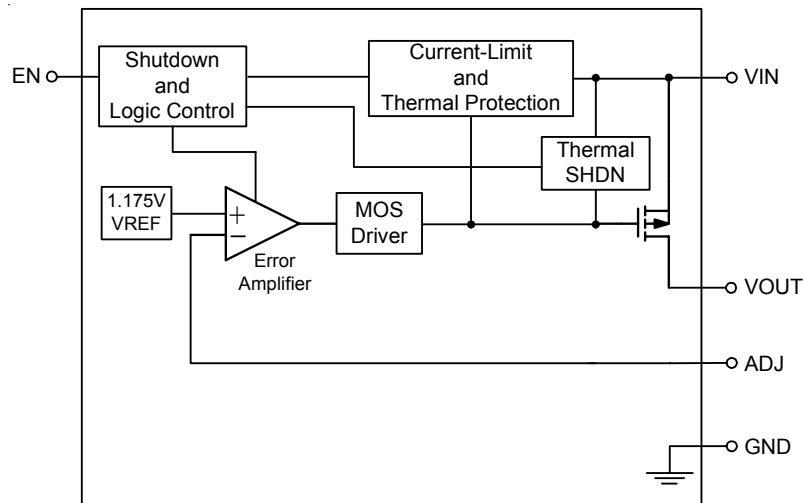 EN
Shutdown
and
Logic Control
Current-Limit
and
Thermal Protection
VIN
Thermal
SHDN
1.175V
VREF
+
−
Error
Amplifier
MOS
Driver
VOUT
ADJ
GND